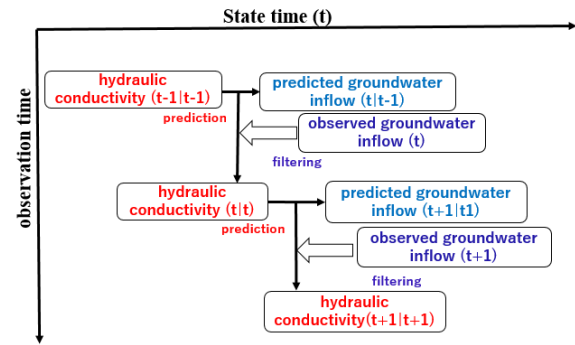 State time (t)
observation time
hydraulic
conductivity (t-1|t-1)
predicted groundwater
inflow (t|t-1)
prediction
observed groundwater
inflow (t)
filtering
hydraulic
conductivity (t|t)
predicted groundwater
inflow (t+1|t1)
prediction
observed groundwater
inflow (t+1)
filtering
hydraulic
conductivity(t+1|t+1)